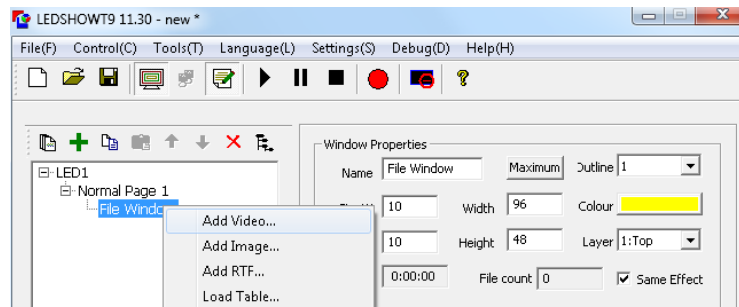 LEDSHOWT9 11.30 - new *
File(F) Control(C) Tools(T) Language(L) Settings(S) Debug(D) Help(H)
Window Properties
Name File Window Maximum Outline 1
LED1
Normal Page 1
File Window
10 Width 96 Colour
10 Height 48 Layer 1:Top
0:00:00 File count 0 Same Effect
Add Video...
Add Image...
Add RTF...
Load Table...